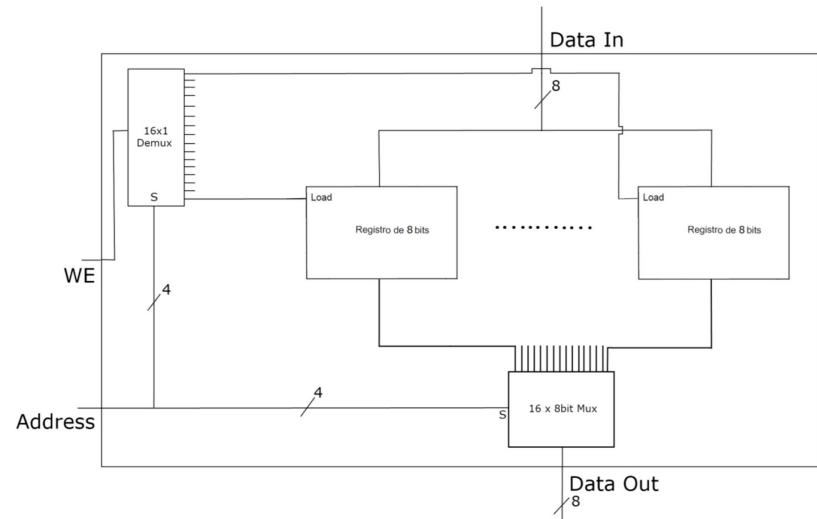 Data In
8
16x1
Demux
S
Load
Registro de 8 bits
Load
Registro de 8 bits
WE
4
4
Address
S
16 x 8bit Mux
Data Out
8